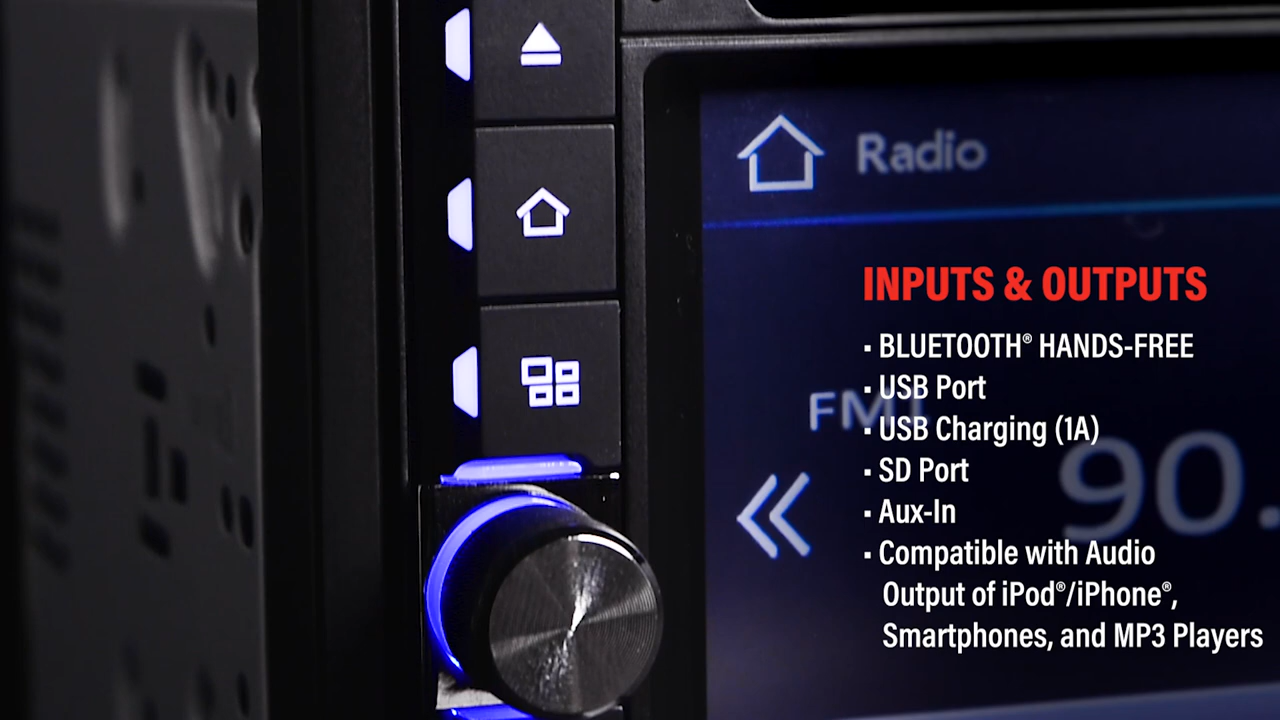 Radio
INPUTS & OUTPUTS
▪ BLUETOOTH® HANDS-FREE
▪ USB Port
FM1
▪ USB Charging (1A)
90.
▪ SD Port
▪ Aux-In
▪ Compatible with Audio
Output of iPod®/iPhone®,
Smartphones, and MP3 Players